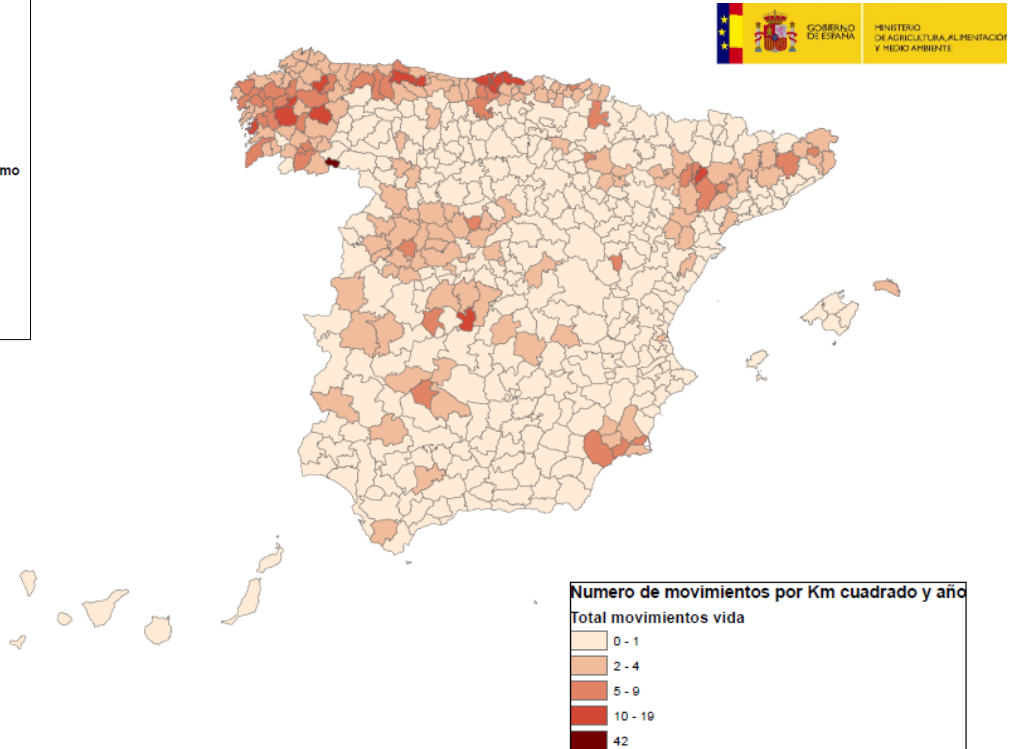 GOBIERNO
DE ESPAÑA
MINISTERIO
DE AGRICULTURA, ALIMENTACIÓN
Y MEDIO AMBIENTE
mo
Numero de movimientos por Km cuadrado y año
Total movimientos vida
0 - 1
2 - 4
5 - 9
10 - 19
42